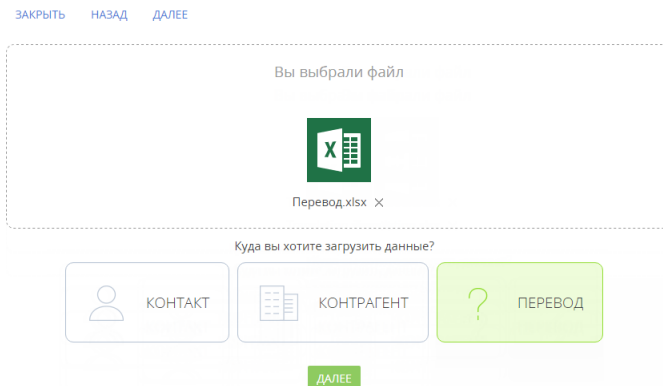 ЗАКРЫТЬ НАЗАД ДАЛЕЕ
Вы выбрали файл
X
Перевод.xlsx ×
Куда вы хотите загрузить данные?
КОНТАКТ КОНТРАГЕНТ ? ПЕРЕВОД
ДАЛЕЕ